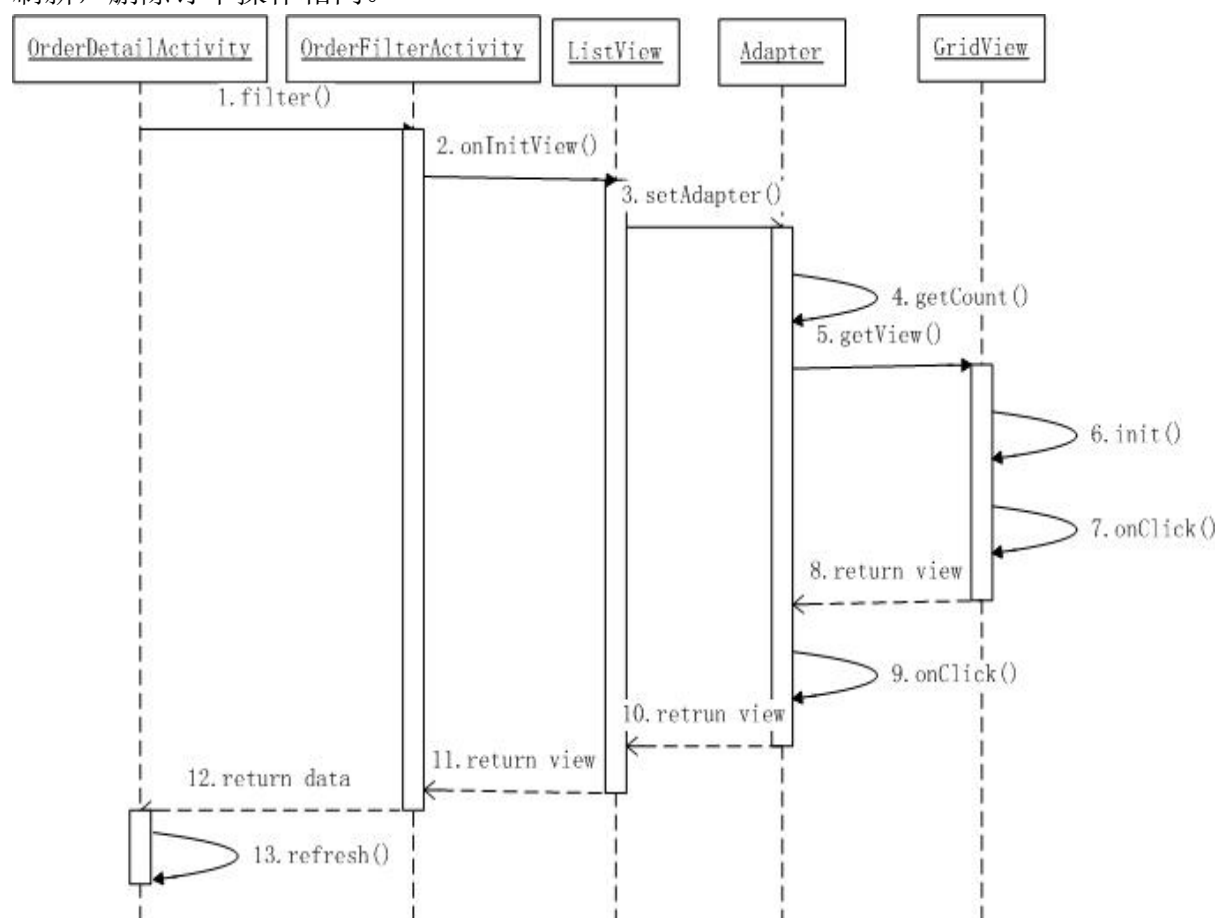 OrderDetailActivity
OrderFilterActivity
ListView
Adapter
GridView
1.filter()
2.onInitView()
3.setAdapter()
4.getCount()
5.getView()
6.init()
7.onClick()
8.return view
9.onClick()
10.retrun view
11.return view
12.return data
13.refresh()